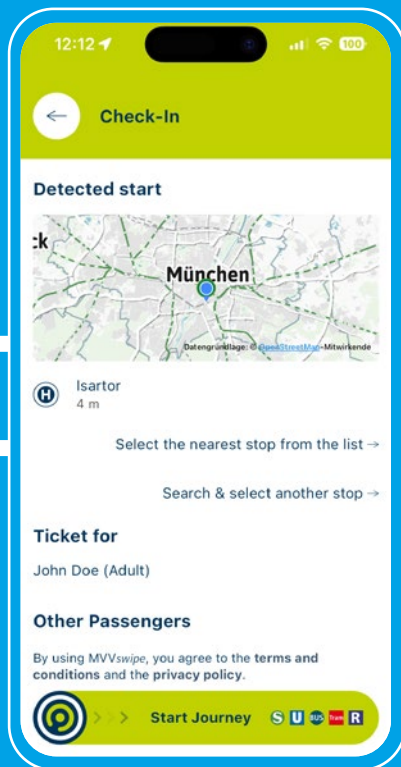 12:12
100
Check-In
Detected start
ck
München
Datengrundlage: © OpenStreetMap-Mitwirkende
H Isartor
4 m
Select the nearest stop from the list →
Search & select another stop →
Ticket for
John Doe (Adult)
Other Passengers
By using MVVswipe, you agree to the terms and
conditions and the privacy policy.
Start Journey S U BUS Tram R